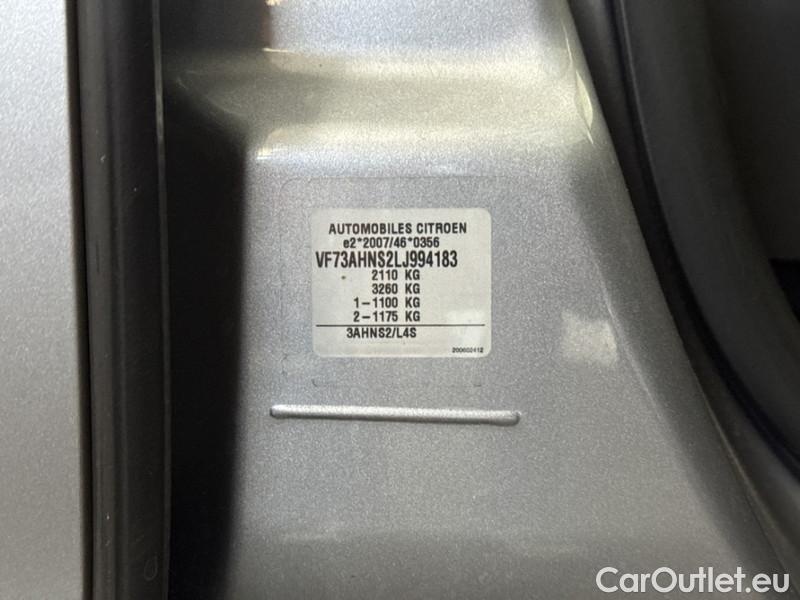 AUTOMOBILES CITROEN
e2*2007/46*0356
VF73AHNS2LJ994183
2110 KG
3260 KG
1-1100 KG
2-1175 KG
3AHNS2/L4S
200602412
CarOutlet.eu